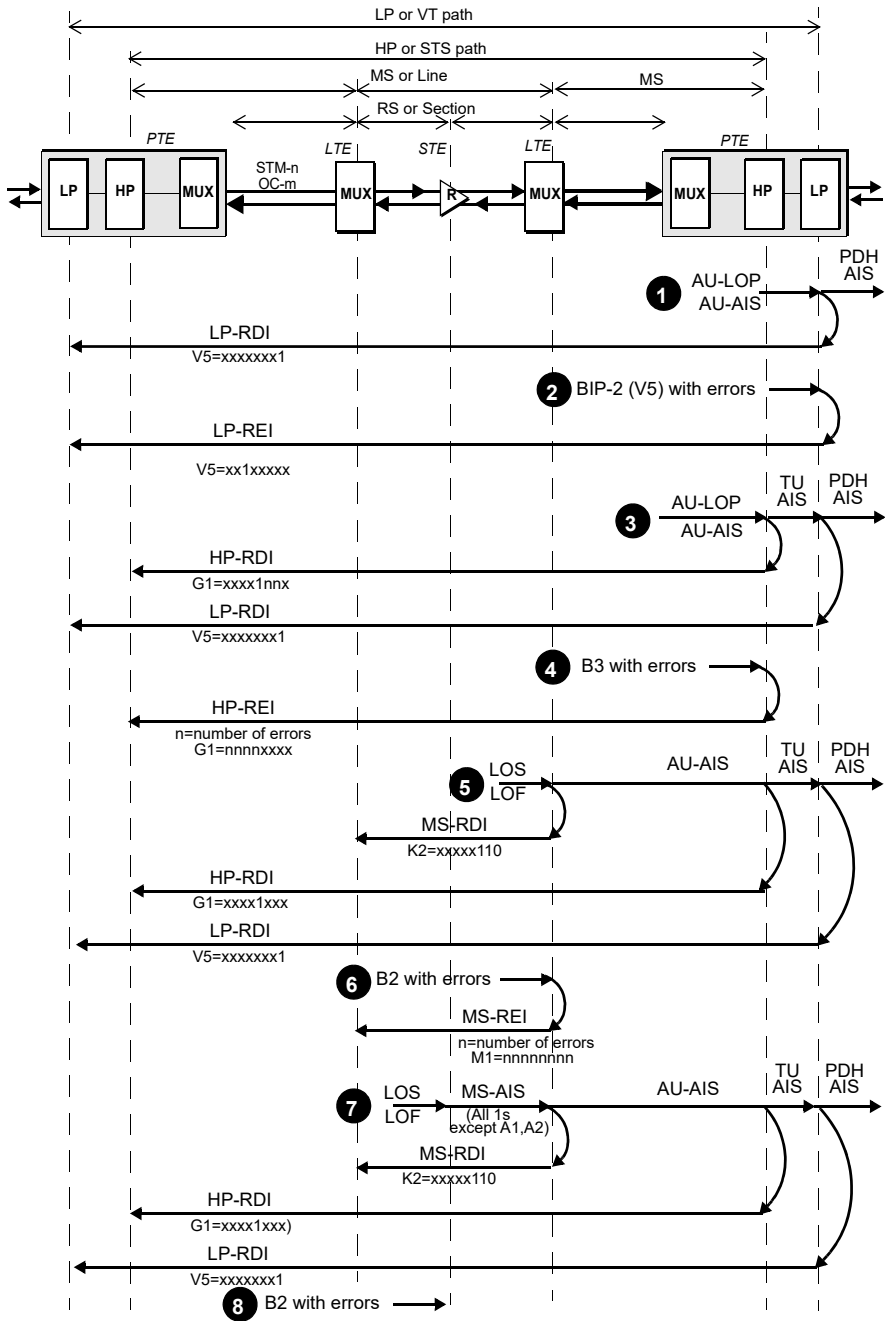 LP or VT path
HP or STS path
MS or Line
MS
RS or Section
PTE
LTE
STE
LTE
PTE
LP
HP
MUX
STM-n
OC-m
MUX
R
MUX
MUX
HP
LP
1
AU-LOP
AU-AIS
PDH
AIS
LP-RDI
V5=xxxxxxx1
2
BIP-2 (V5) with errors
LP-REI
V5=xx1xxxxx
3
AU-LOP
AU-AIS
TU
AIS
PDH
AIS
HP-RDI
G1=xxxx1nnx
LP-RDI
V5=xxxxxxx1
4
B3 with errors
HP-REI
n=number of errors
G1=nnnnxxxx
5
LOS
LOF
AU-AIS
TU
AIS
PDH
AIS
MS-RDI
K2=xxxxx110
HP-RDI
G1=xxxx1xxx
LP-RDI
V5=xxxxxxx1
6
B2 with errors
MS-REI
n=number of errors
M1=nnnnnnnn
7
LOS
LOF
MS-AIS
(All 1s
except A1,A2)
AU-AIS
TU
AIS
PDH
AIS
MS-RDI
K2=xxxxx110
HP-RDI
G1=xxxx1xxx)
LP-RDI
V5=xxxxxxx1
8
B2 with errors